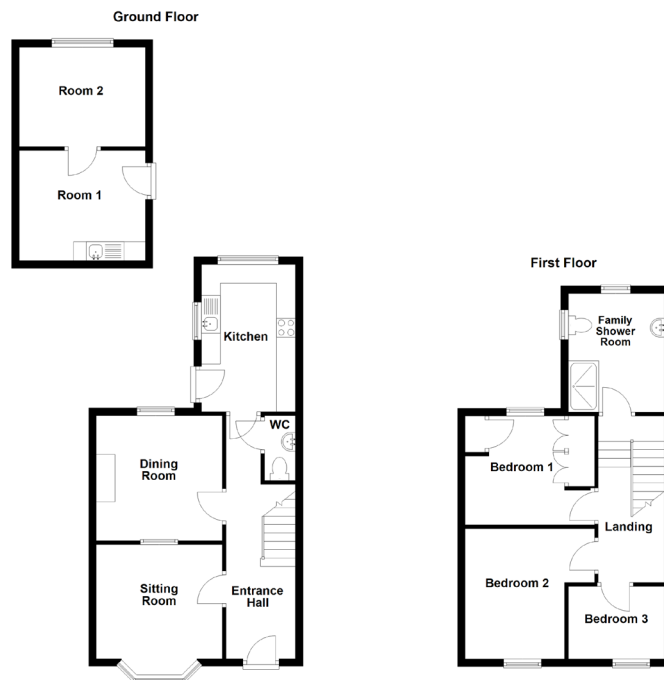 Ground Floor
Room 2
Room 1
Kitchen
WC
Dining
Room
Sitting
Room
Entrance
Hall
First Floor
Family
Shower
Room
Bedroom 1
Landing
Bedroom 2
Bedroom 3